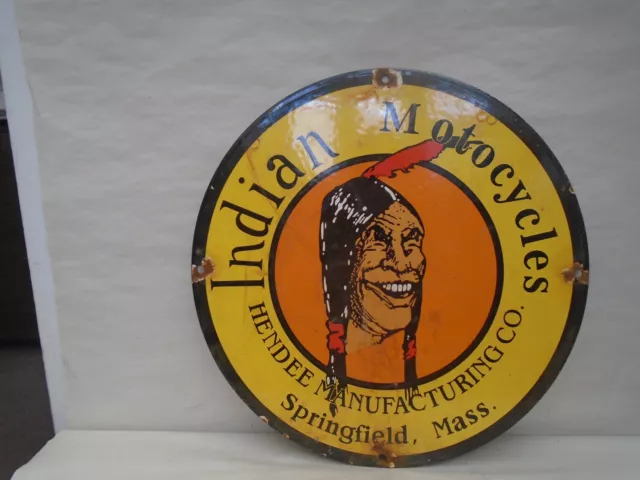 Indian Motocycles
HENDEE MANUFACTURING CO.
Springfield, Mass.